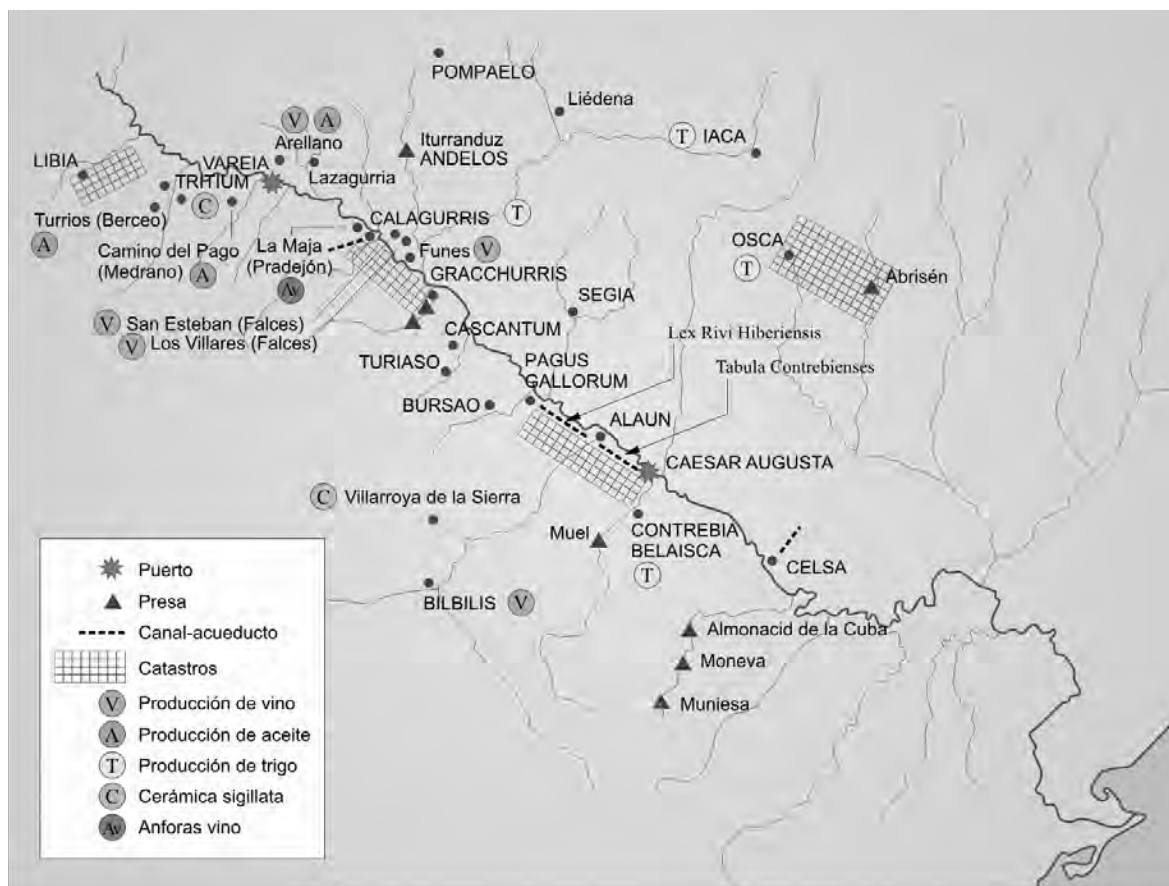 POMPAELO
Liédena
V A
Arellano
Iturranduz
ANDELOS
T IACA
LIBIA
VAREIA
Lazagurria
TRITIUM
C
T
Turrios (Berceo)
A
CALAGURRIS
Camino del Pago
(Medrano) A
La Maja
(Pradejón)
Av
Funes V
OSCA
T
Abrisén
GRACCHURRIS
SEGIA
V San Esteban (Falces)
V Los Villares (Falces)
CASCANTUM
Lex Rivi Hiberiensis
TURIASO
PAGUS
GALLORUM
Tabula Contrebienses
BURSAO
ALAUN
CAESAR AUGUSTA
C Villarroya de la Sierra
Muel
CONTREBIA
BELAISCA
T
CELSA
BILBILIS V
Almonacid de la Cuba
Moneva
Muniesa
Puerto
Presa
Canal-acueducto
Catastros
V Producción de vino
A Producción de aceite
T Producción de trigo
C Cerámica sigillata
Av Anforas vino